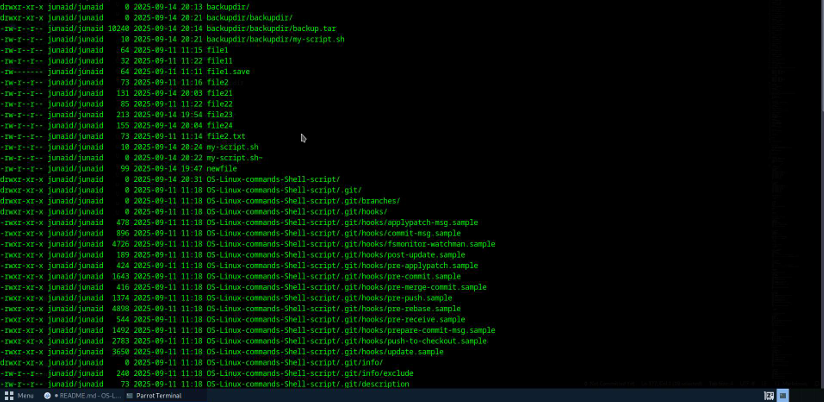 drwxr-xr-x junaid/junaid 0 2025-09-14 20:13 backupdir/
drwxr-xr-x junaid/junaid 0 2025-09-14 20:21 backupdir/backupdir/
-rw-r--r-- junaid/junaid 10240 2025-09-14 20:14 backupdir/backupdir/backup.tar
-rw-r--r-- junaid/junaid 10 2025-09-14 20:21 backupdir/backupdir/my-script.sh
-rw-r--r-- junaid/junaid 64 2025-09-11 11:15 file1
-rw-r--r-- junaid/junaid 32 2025-09-11 11:22 file11
-rw------- junaid/junaid 64 2025-09-11 11:11 file1.save
-rw-r--r-- junaid/junaid 73 2025-09-11 11:16 file2
-rw-r--r-- junaid/junaid 131 2025-09-14 20:03 file21
-rw-r--r-- junaid/junaid 85 2025-09-11 11:22 file22
-rw-r--r-- junaid/junaid 213 2025-09-14 19:54 file23
-rw-r--r-- junaid/junaid 155 2025-09-14 20:04 file24
-rw-r--r-- junaid/junaid 73 2025-09-11 11:14 file2.txt
-rw-r--r-- junaid/junaid 10 2025-09-14 20:24 my-script.sh
-rw-r--r-- junaid/junaid 0 2025-09-14 20:22 my-script.sh~
-rw-r--r-- junaid/junaid 99 2025-09-14 19:47 newfile
drwxr-xr-x junaid/junaid 0 2025-09-14 20:31 OS-Linux-commands-Shell-script/
drwxr-xr-x junaid/junaid 0 2025-09-11 11:18 OS-Linux-commands-Shell-script/.git/
drwxr-xr-x junaid/junaid 0 2025-09-11 11:18 OS-Linux-commands-Shell-script/.git/branches/
drwxr-xr-x junaid/junaid 0 2025-09-11 11:18 OS-Linux-commands-Shell-script/.git/hooks/
-rwxr-xr-x junaid/junaid 478 2025-09-11 11:18 OS-Linux-commands-Shell-script/.git/hooks/applypatch-msg.sample
-rwxr-xr-x junaid/junaid 896 2025-09-11 11:18 OS-Linux-commands-Shell-script/.git/hooks/commit-msg.sample
-rwxr-xr-x junaid/junaid 4726 2025-09-11 11:18 OS-Linux-commands-Shell-script/.git/hooks/fsmonitor-watchman.sample
-rwxr-xr-x junaid/junaid 189 2025-09-11 11:18 OS-Linux-commands-Shell-script/.git/hooks/post-update.sample
-rwxr-xr-x junaid/junaid 424 2025-09-11 11:18 OS-Linux-commands-Shell-script/.git/hooks/pre-applypatch.sample
-rwxr-xr-x junaid/junaid 1643 2025-09-11 11:18 OS-Linux-commands-Shell-script/.git/hooks/pre-commit.sample
-rwxr-xr-x junaid/junaid 416 2025-09-11 11:18 OS-Linux-commands-Shell-script/.git/hooks/pre-merge-commit.sample
-rwxr-xr-x junaid/junaid 1374 2025-09-11 11:18 OS-Linux-commands-Shell-script/.git/hooks/pre-push.sample
-rwxr-xr-x junaid/junaid 4898 2025-09-11 11:18 OS-Linux-commands-Shell-script/.git/hooks/pre-rebase.sample
-rwxr-xr-x junaid/junaid 544 2025-09-11 11:18 OS-Linux-commands-Shell-script/.git/hooks/pre-receive.sample
-rwxr-xr-x junaid/junaid 1492 2025-09-11 11:18 OS-Linux-commands-Shell-script/.git/hooks/prepare-commit-msg.sample
-rwxr-xr-x junaid/junaid 2783 2025-09-11 11:18 OS-Linux-commands-Shell-script/.git/hooks/push-to-checkout.sample
-rwxr-xr-x junaid/junaid 3650 2025-09-11 11:18 OS-Linux-commands-Shell-script/.git/hooks/update.sample
drwxr-xr-x junaid/junaid 0 2025-09-11 11:18 OS-Linux-commands-Shell-script/.git/info/
-rw-r--r-- junaid/junaid 240 2025-09-11 11:18 OS-Linux-commands-Shell-script/.git/info/exclude
-rw-r--r-- junaid/junaid 73 2025-09-11 11:18 OS-Linux-commands-Shell-script/.git/description
Menu README.md - OS-L... Parrot Terminal